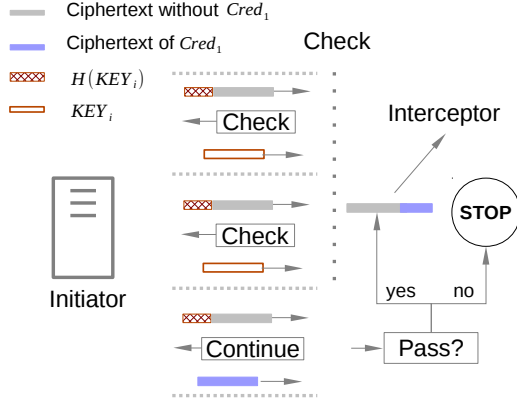 Ciphertext without Cred₁
Ciphertext of Cred₁
Check
H(KEYᵢ)
KEYᵢ
Check
Interceptor
Check
STOP
Initiator
yes no
Continue
Pass?